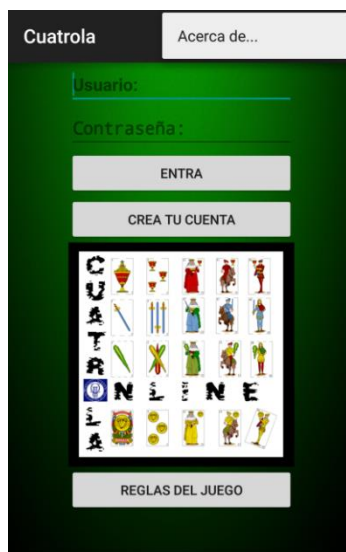 Cuatrola
Acerca de...
Usuario:
Contraseña:
ENTRA
CREA TU CUENTA
CUATROLA
ONLINE
REGLAS DEL JUEGO